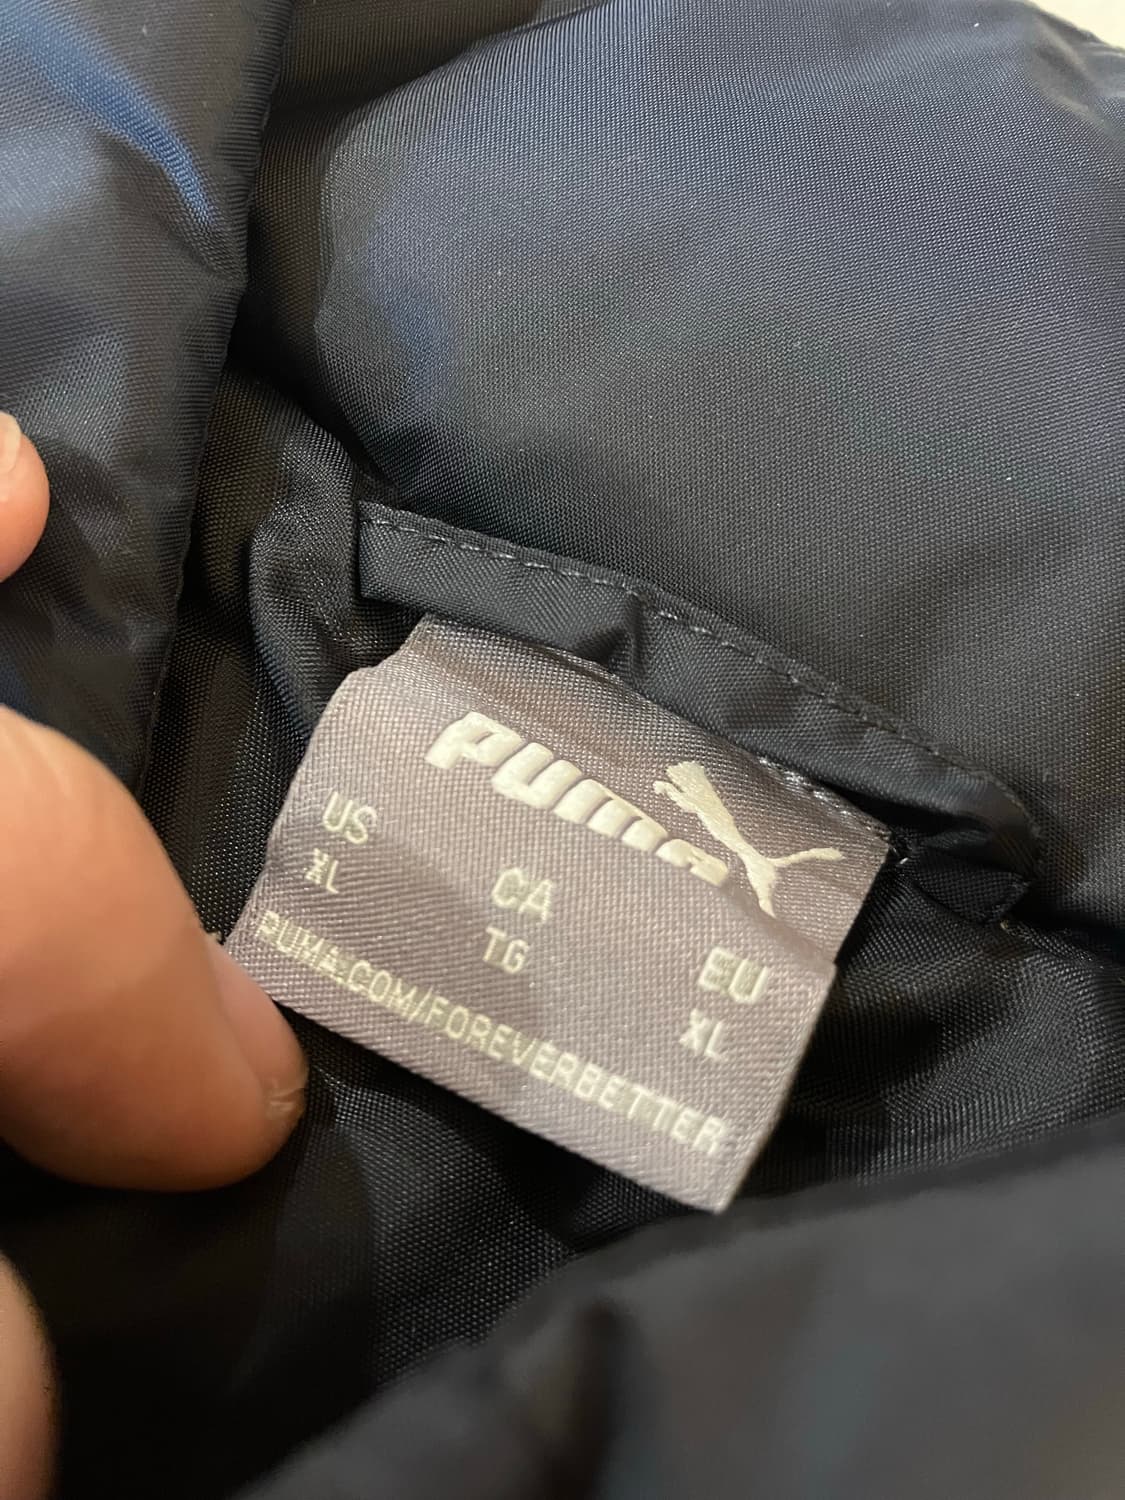 PUMA
US CA EU
XL TG XL
PUMA.COM/FOREVERBETTER